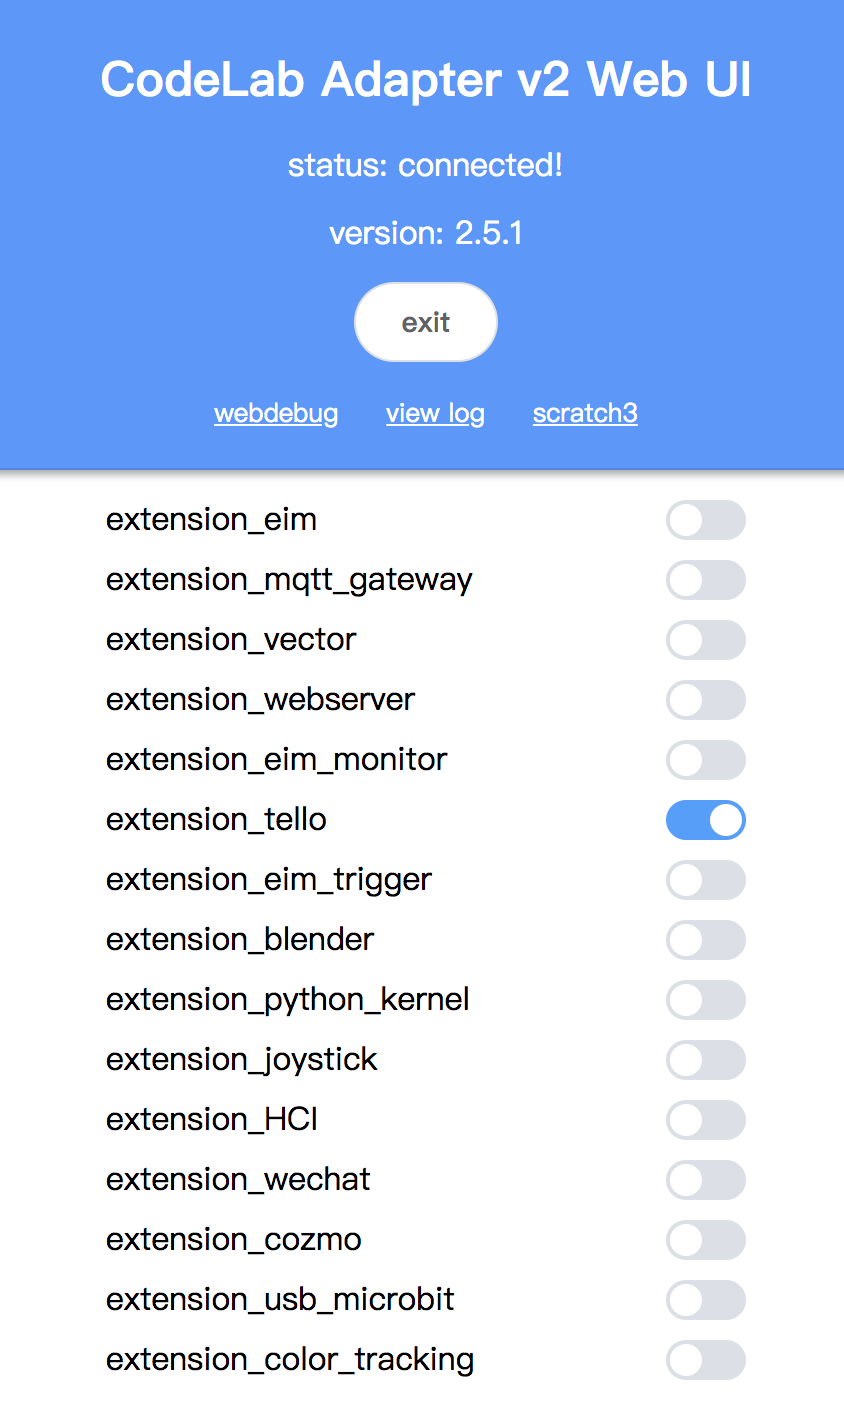 CodeLab Adapter v2 Web UI
status: connected!
version: 2.5.1
exit
webdebug view log scratch3
extension_eim
extension_mqtt_gateway
extension_vector
extension_webserver
extension_eim_monitor
extension_tello
extension_eim_trigger
extension_blender
extension_python_kernel
extension_joystick
extension_HCI
extension_wechat
extension_cozmo
extension_usb_microbit
extension_color_tracking